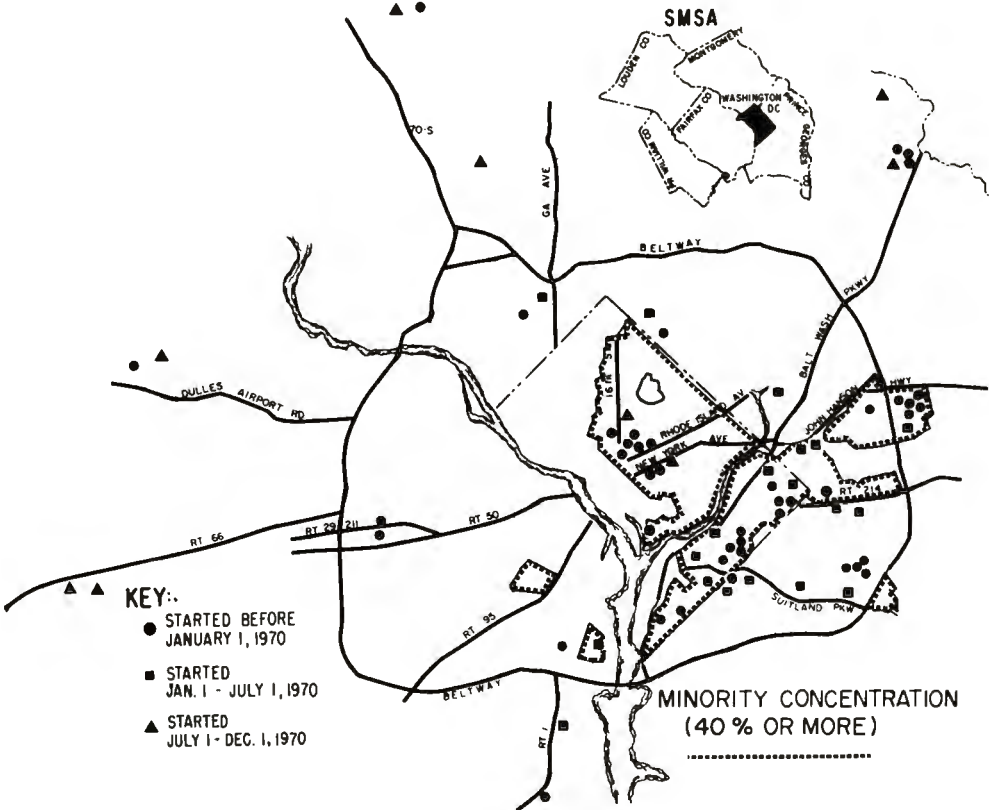 SMSA
LOUDEN CO
MONTGOMERY
WASHINGTON
DC
PRINCE
GEORGES
CO
FAIRFAX CO
PR WILLIAM CO
70-S
GA AVE
BELTWAY
BALT WASH PKWY
16TH ST
RHODE ISLAND AV
NEW YORK AVE
JOHN HANSON HWY
DULLES AIRPORT RD
RT 214
RT 66
RT 29/211
RT 50
RT 95
SUITLAND PKW
BELTWAY
RT 1
KEY:
STARTED BEFORE
JANUARY 1, 1970
STARTED
JAN. 1 - JULY 1, 1970
STARTED
JULY 1 - DEC. 1, 1970
MINORITY CONCENTRATION
(40 % OR MORE)